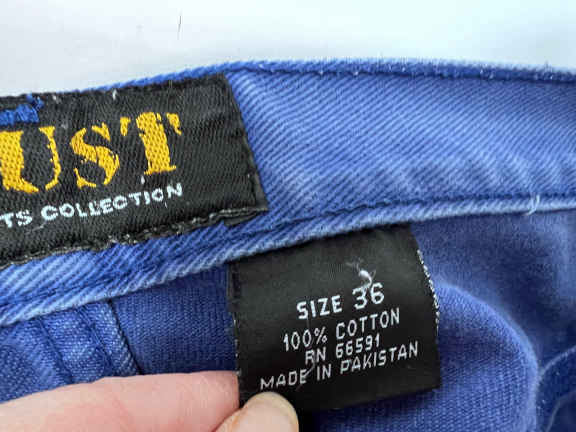 UST
TS COLLECTION
SIZE 36
100% COTTON
RN 66591
MADE IN PAKISTAN